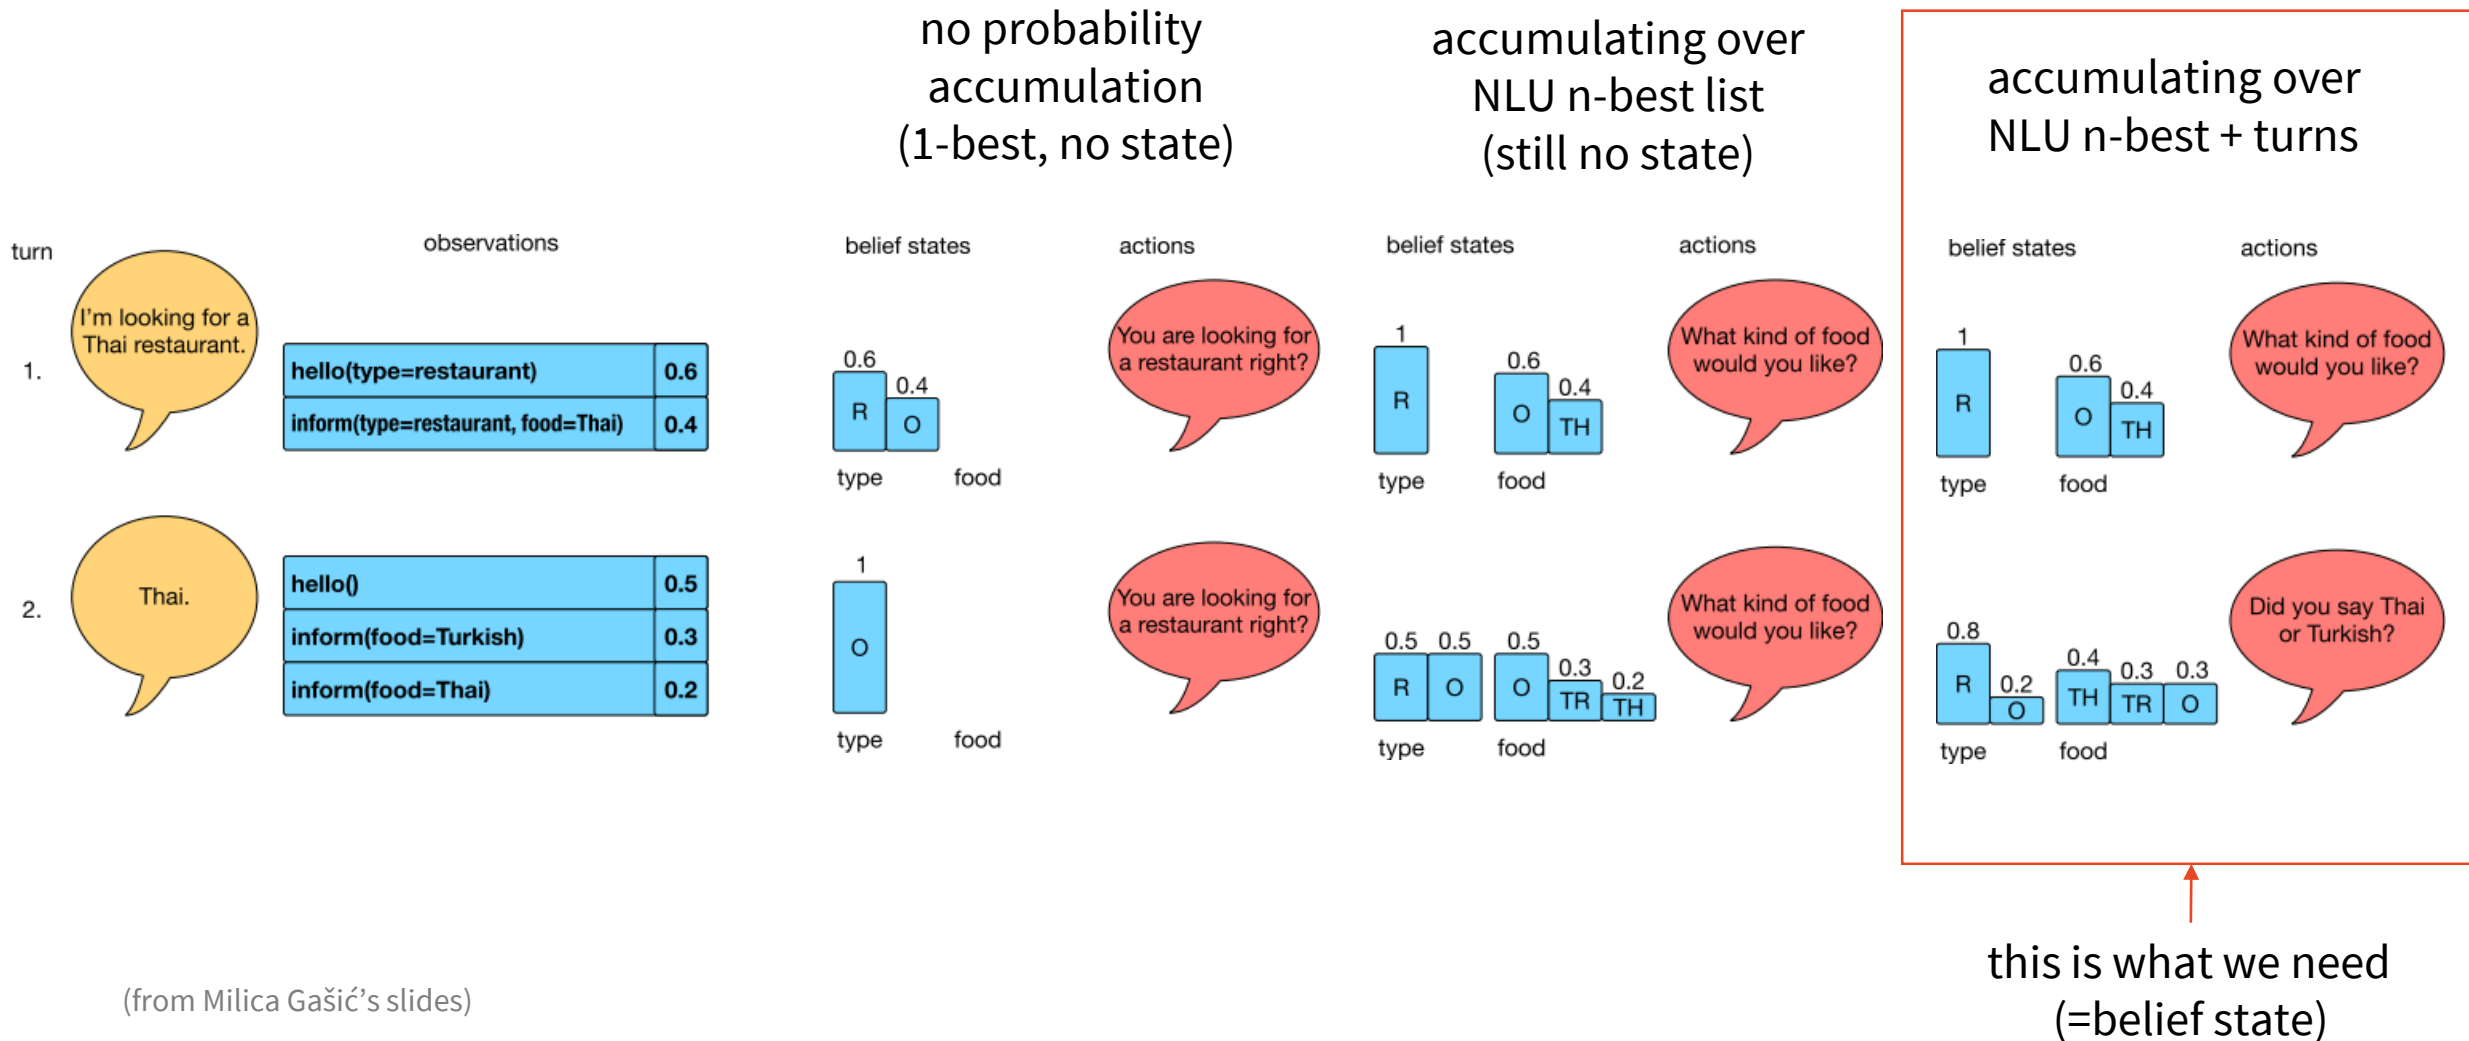 no probability
accumulation
(1-best, no state)
accumulating over
NLU n-best list
(still no state)
accumulating over
NLU n-best + turns
turn
observations
belief states
actions
belief states
actions
belief states
actions
1.
I'm looking for a
Thai restaurant.
hello(type=restaurant) 0.6
inform(type=restaurant, food=Thai) 0.4
0.6
0.4
R
O
type food
You are looking for
a restaurant right?
1
0.6
0.4
R
O
TH
type food
What kind of food
would you like?
1
0.6
0.4
R
O
TH
type food
What kind of food
would you like?
2.
Thai.
hello() 0.5
inform(food=Turkish) 0.3
inform(food=Thai) 0.2
1
O
type food
You are looking for
a restaurant right?
0.5 0.5 0.5
0.3
0.2
R O O
TR
TH
type food
What kind of food
would you like?
0.8
0.2
0.4
0.3 0.3
R
O
TH TR O
type food
Did you say Thai
or Turkish?
this is what we need
(=belief state)
(from Milica Gašić's slides)